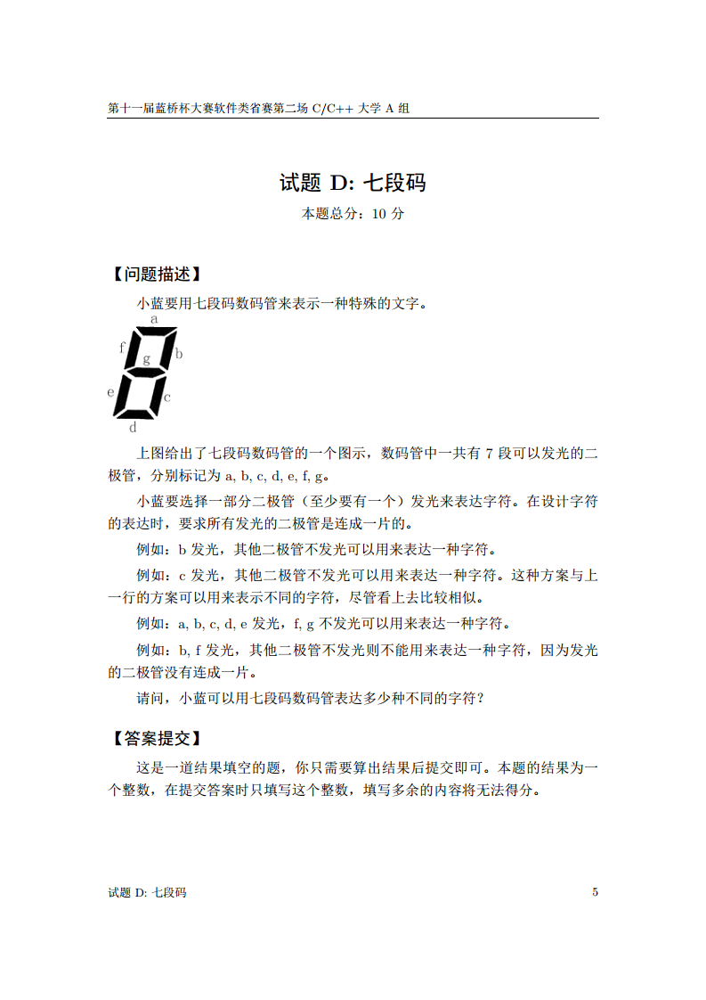 第十一届蓝桥杯大赛软件类省赛第二场 C/C++ 大学 A 组
试题 D: 七段码
本题总分：10 分
【问题描述】
小蓝要用七段码数码管来表示一种特殊的文字。
a
f
g
b
e
c
d
上图给出了七段码数码管的一个图示，数码管中一共有 7 段可以发光的二
极管，分别标记为 a, b, c, d, e, f, g。
小蓝要选择一部分二极管（至少要有一个）发光来表达字符。在设计字符
的表达时，要求所有发光的二极管是连成一片的。
例如：b 发光，其他二极管不发光可以用来表达一种字符。
例如：c 发光，其他二极管不发光可以用来表达一种字符。这种方案与上
一行的方案可以用来表示不同的字符，尽管看上去比较相似。
例如：a, b, c, d, e 发光，f, g 不发光可以用来表达一种字符。
例如：b, f 发光，其他二极管不发光则不能用来表达一种字符，因为发光
的二极管没有连成一片。
请问，小蓝可以用七段码数码管表达多少种不同的字符？
【答案提交】
这是一道结果填空的题，你只需要算出结果后提交即可。本题的结果为一
个整数，在提交答案时只填写这个整数，填写多余的内容将无法得分。
试题 D: 七段码
5